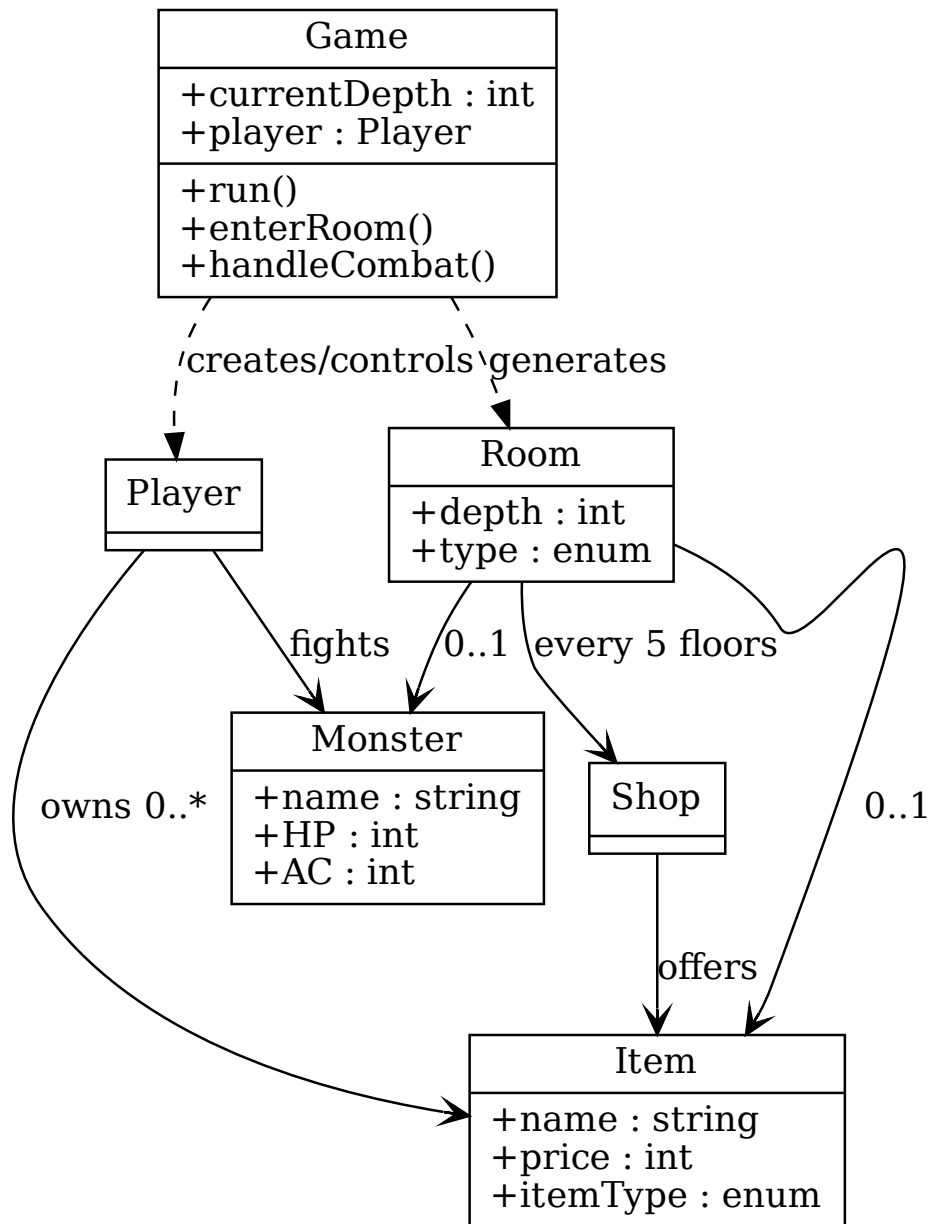 Game
+currentDepth : int
+player : Player
+run()
+enterRoom()
+handleCombat()
creates/controls
generates
Player
Room
+depth : int
+type : enum
fights
0..1
every 5 floors
Monster
+name : string
+HP : int
+AC : int
Shop
owns 0..*
0..1
offers
Item
+name : string
+price : int
+itemType : enum